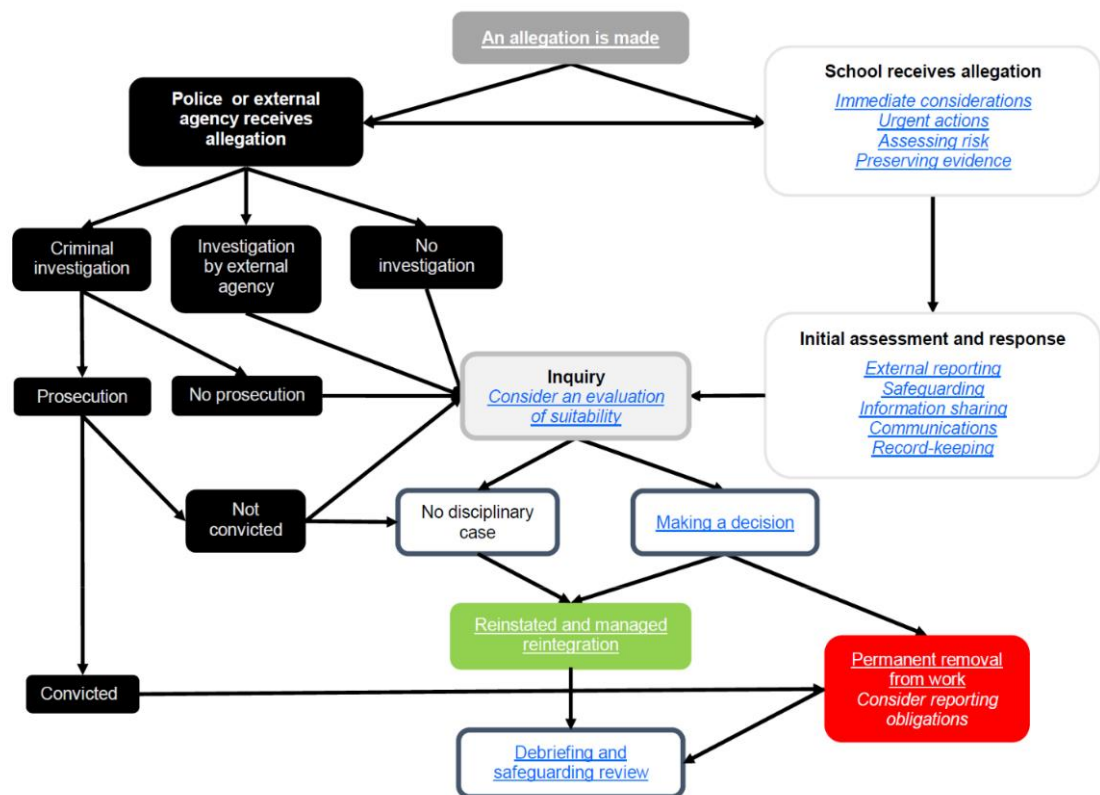 An allegation is made
School receives allegation
Immediate considerations
Urgent actions
Assessing risk
Preserving evidence
Police or external
agency receives
allegation
Criminal
investigation
Investigation
by external
agency
No
investigation
Initial assessment and response
External reporting
Safeguarding
Information sharing
Communications
Record-keeping
Inquiry
Consider an evaluation
of suitability
Prosecution
No prosecution
Not
convicted
No disciplinary
case
Making a decision
Reinstated and managed
reintegration
Permanent removal
from work
Consider reporting
obligations
Convicted
Debriefing and
safeguarding review